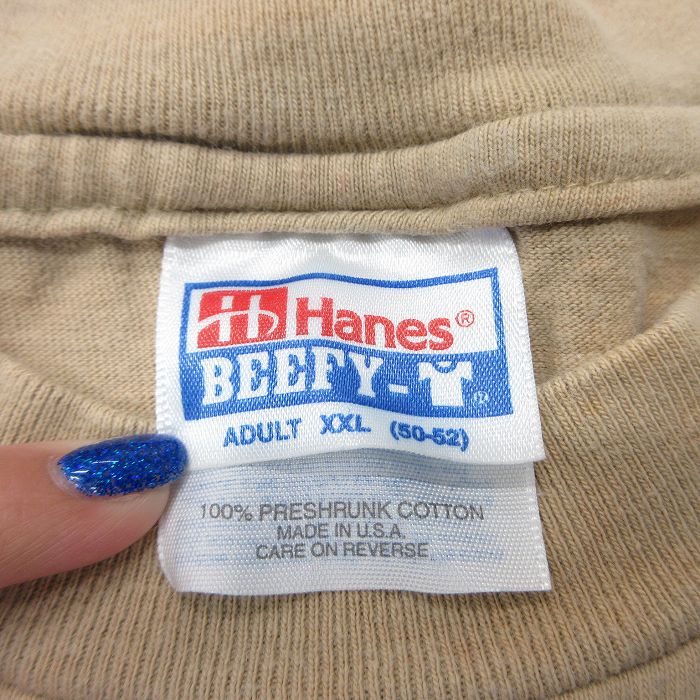 Hanes®
BEEFY-®
ADULT XXL (50-52)
100% PRESHRUNK COTTON
MADE IN U.S.A.
CARE ON REVERSE